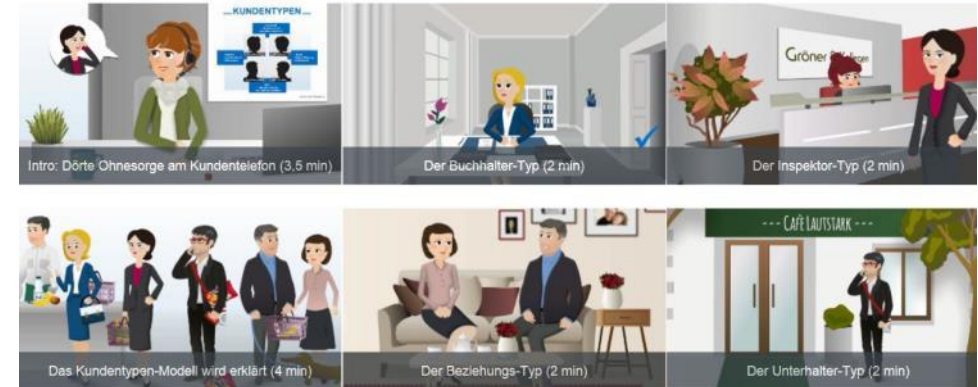 KUNDENTYPEN
Gröner &
Intro: Dörte Ohnesorge am Kundentelefon (3,5 min)
Der Buchhalter-Typ (2 min)
Der Inspektor-Typ (2 min)
--- CAFÈ LAUTSTARK ---
Das Kundentypen-Modell wird erklärt (4 min)
Der Beziehungs-Typ (2 min)
Der Unterhalter-Typ (2 min)